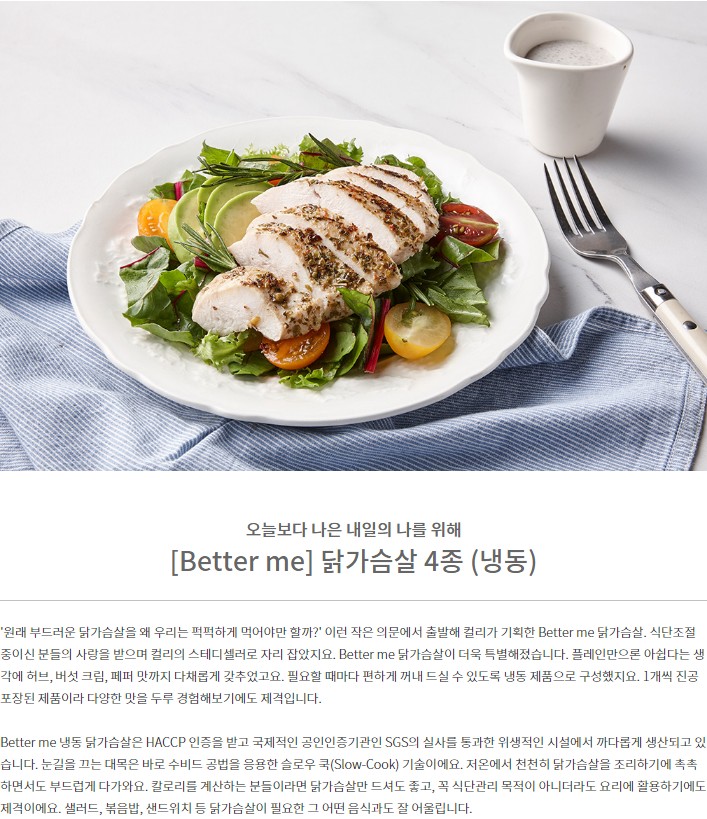 오늘보다 나은 내일의 나를 위해
[Better me] 닭가슴살 4종 (냉동)
'원래 부드러운 닭가슴살을 왜 우리는 퍽퍽하게 먹어야만 할까?' 이런 작은 의문에서 출발해 컬리가 기획한 Better me 닭가슴살. 식단조절
중이신 분들의 사랑을 받으며 컬리의 스테디셀러로 자리 잡았지요. Better me 닭가슴살이 더욱 특별해졌습니다. 플레인만으론 아쉽다는 생
각에 허브, 버섯 크림, 페퍼 맛까지 다채롭게 갖추었고요. 필요할 때마다 편하게 꺼내 드실 수 있도록 냉동 제품으로 구성했지요. 1개씩 진공
포장된 제품이라 다양한 맛을 두루 경험해보기에도 제격입니다.
Better me 냉동 닭가슴살은 HACCP 인증을 받고 국제적인 공인인증기관인 SGS의 실사를 통과한 위생적인 시설에서 까다롭게 생산되고 있
습니다. 눈길을 끄는 대목은 바로 수비드 공법을 응용한 슬로우 쿡(Slow-Cook) 기술이에요. 저온에서 천천히 닭가슴살을 조리하기에 촉촉
하면서도 부드럽게 다가와요. 칼로리를 계산하는 분들이라면 닭가슴살만 드셔도 좋고, 꼭 식단관리 목적이 아니더라도 요리에 활용하기에도
제격이에요. 샐러드, 볶음밥, 샌드위치 등 닭가슴살이 필요한 그 어떤 음식과도 잘 어울립니다.